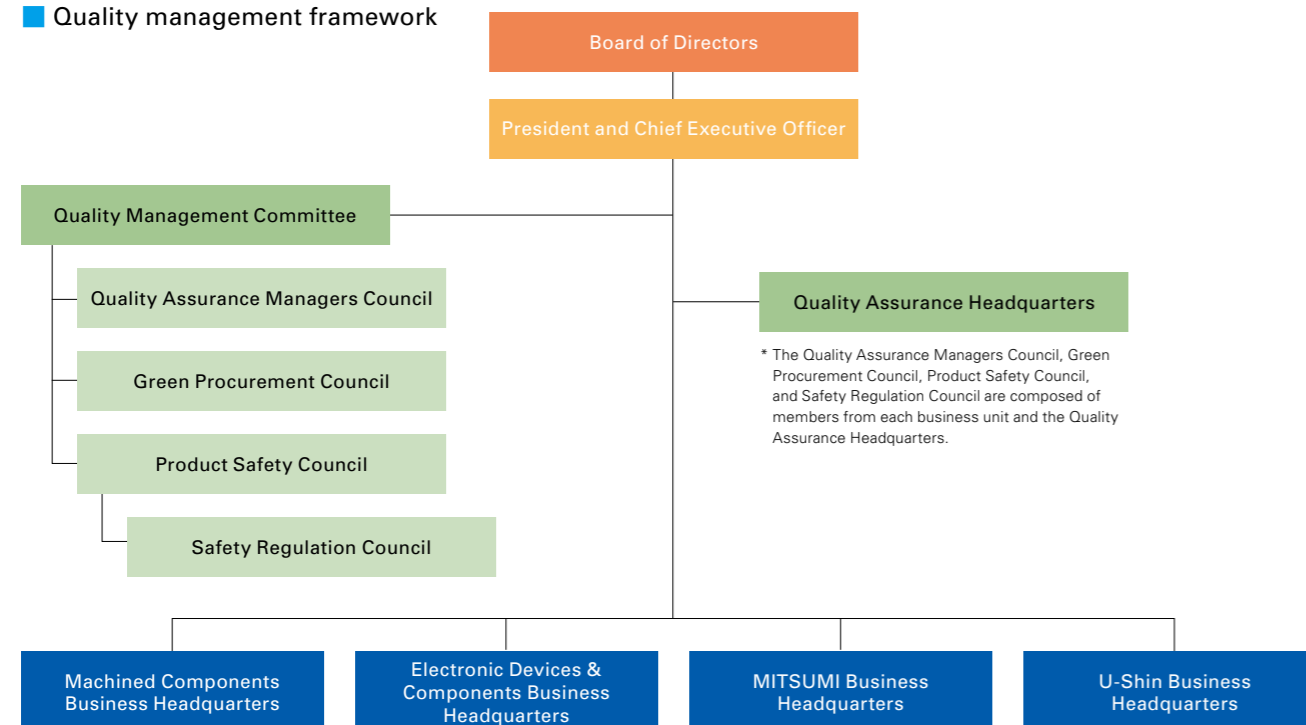 Quality management framework
Board of Directors
President and Chief Executive Officer
Quality Management Committee
Quality Assurance Managers Council
Green Procurement Council
Product Safety Council
Safety Regulation Council
Quality Assurance Headquarters
* The Quality Assurance Managers Council, Green
Procurement Council, Product Safety Council,
and Safety Regulation Council are composed of
members from each business unit and the Quality
Assurance Headquarters.
Machined Components
Business Headquarters
Electronic Devices &
Components Business
Headquarters
MITSUMI Business
Headquarters
U-Shin Business
Headquarters